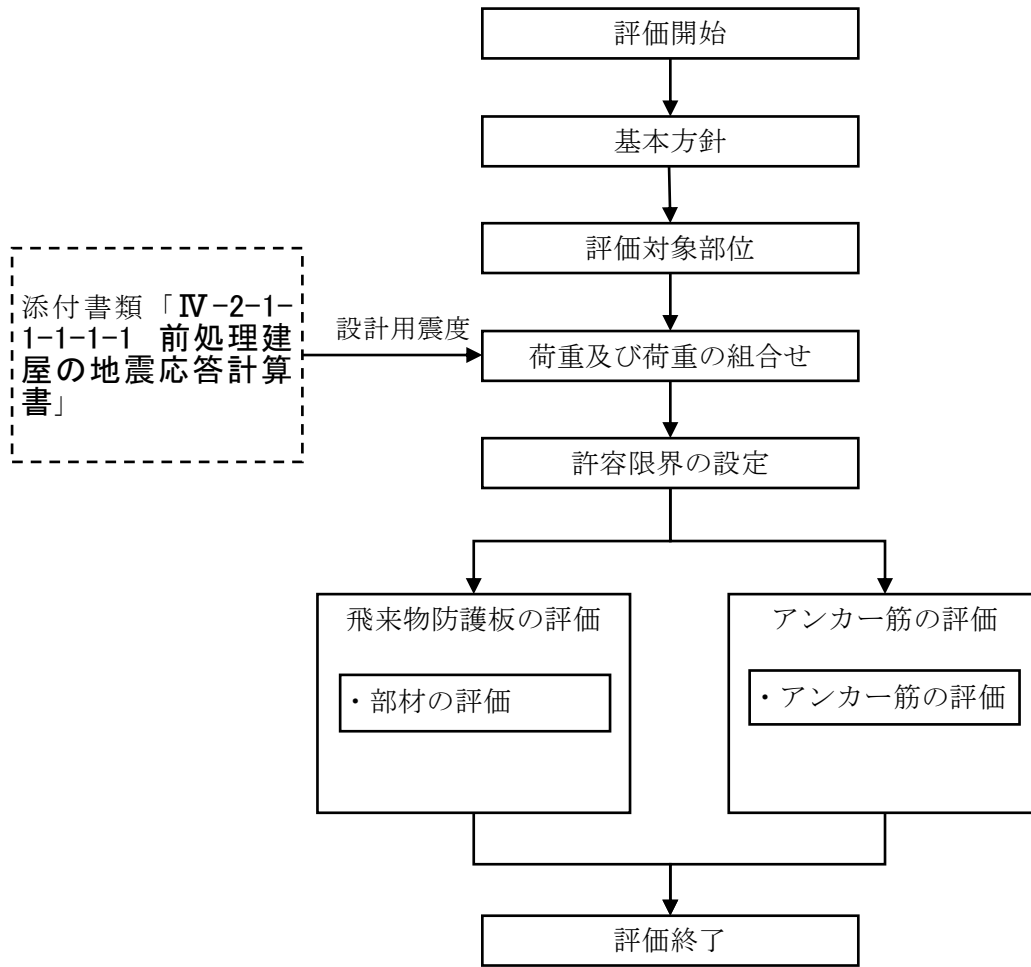 評価開始
基本方針
評価対象部位
添付書類「Ⅳ-2-1-
1-1-1-1 前処理建
屋の地震応答計算
書」
設計用震度
荷重及び荷重の組合せ
許容限界の設定
飛来物防護板の評価
・部材の評価
アンカー筋の評価
・アンカー筋の評価
評価終了